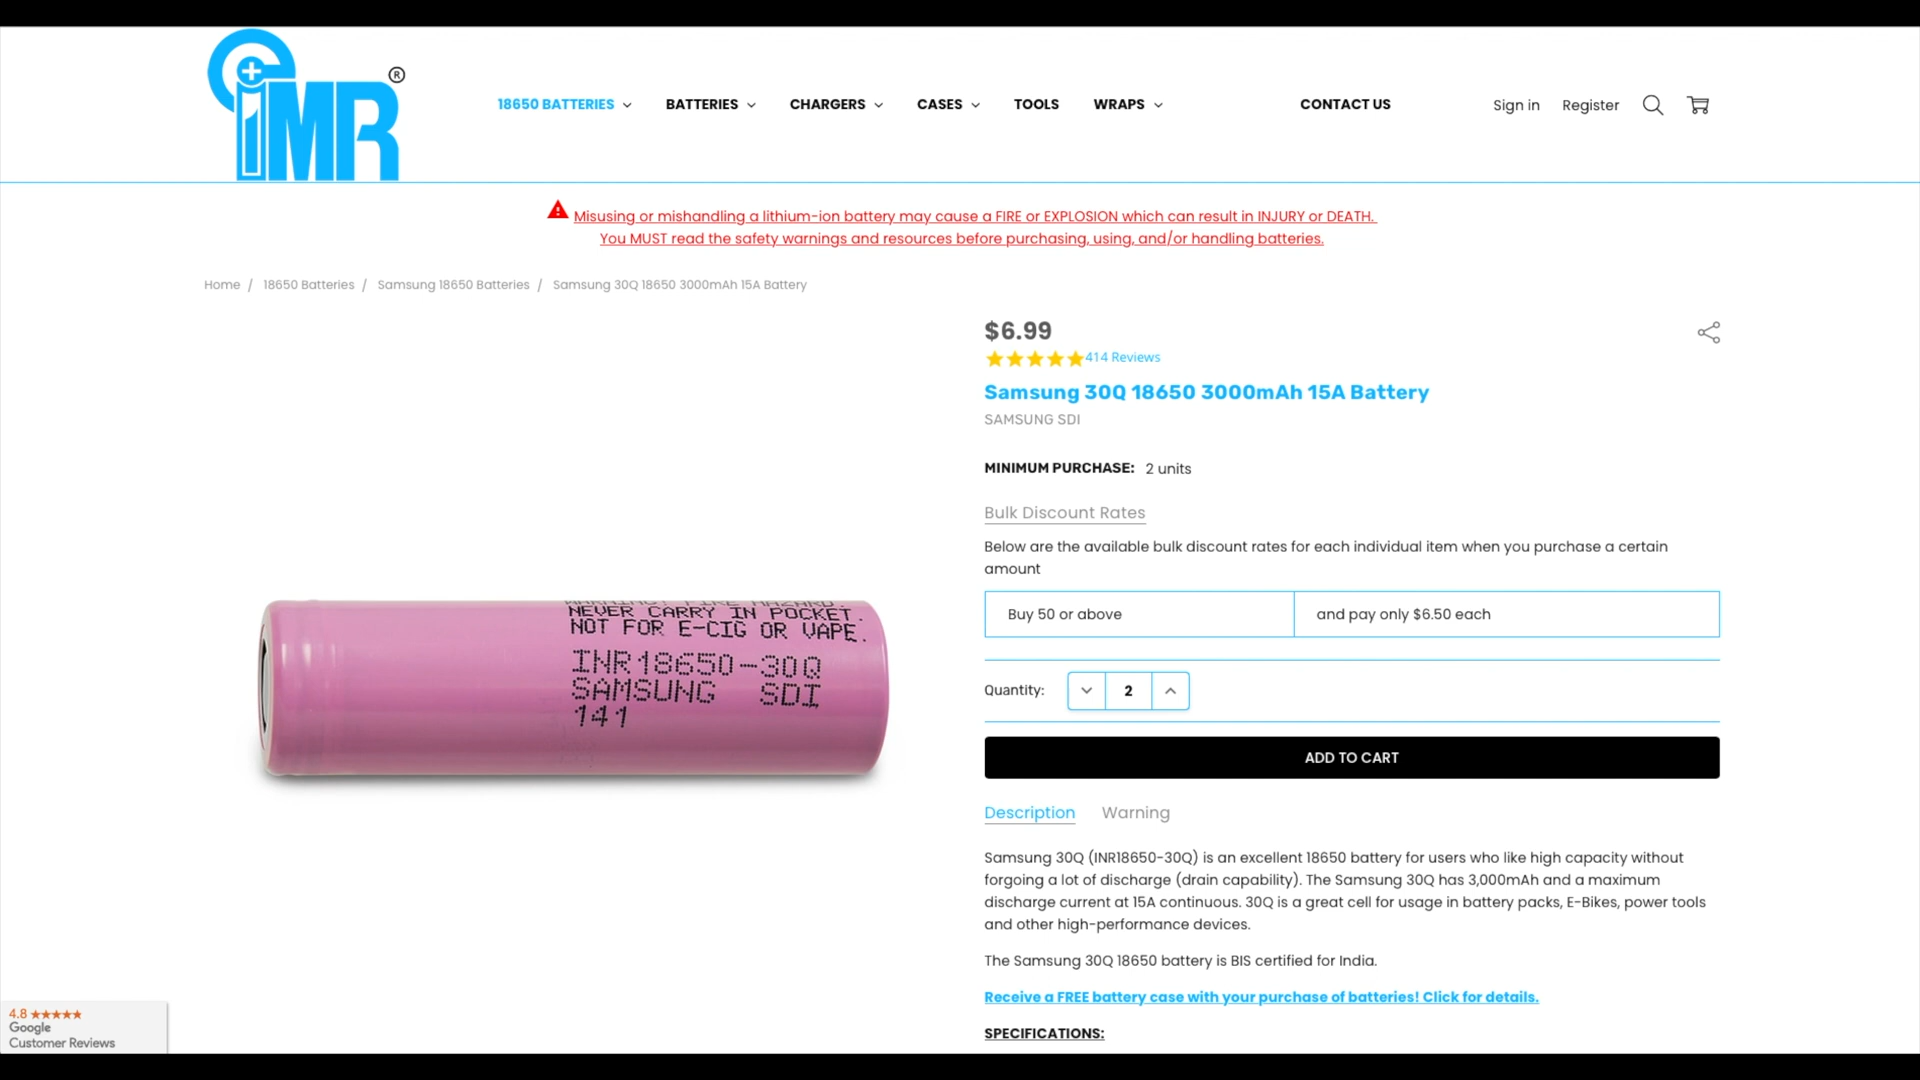 iMR ®
18650 BATTERIES BATTERIES CHARGERS CASES TOOLS WRAPS CONTACT US Sign in Register
Misusing or mishandling a lithium-ion battery may cause a FIRE or EXPLOSION which can result in INJURY or DEATH.
You MUST read the safety warnings and resources before purchasing, using, and/or handling batteries.
Home / 18650 Batteries / Samsung 18650 Batteries / Samsung 30Q 18650 3000mAh 15A Battery
$6.99
414 Reviews
Samsung 30Q 18650 3000mAh 15A Battery
SAMSUNG SDI
MINIMUM PURCHASE: 2 units
Bulk Discount Rates
Below are the available bulk discount rates for each individual item when you purchase a certain
amount
Buy 50 or above and pay only $6.50 each
Quantity: 2
ADD TO CART
Description Warning
Samsung 30Q (INR18650-30Q) is an excellent 18650 battery for users who like high capacity without
forgoing a lot of discharge (drain capability). The Samsung 30Q has 3,000mAh and a maximum
discharge current at 15A continuous. 30Q is a great cell for usage in battery packs, E-Bikes, power tools
and other high-performance devices.
The Samsung 30Q 18650 battery is BIS certified for India.
Receive a FREE battery case with your purchase of batteries! Click for details.
SPECIFICATIONS:
NEVER CARRY IN POCKET.
NOT FOR E-CIG OR VAPE.
INR18650-30Q
SAMSUNG SDI
141
4.8 ★★★★★
Google
Customer Reviews